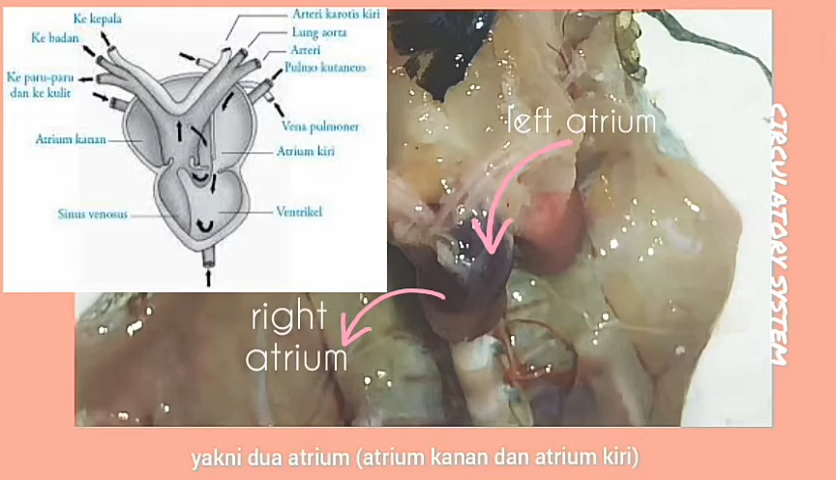 Ke kepala
Ke badan
Ke paru-paru
dan ke kulit
Atrium kanan
Sinus venosus
Arteri karotis kiri
Lung aorta
Arteri
Pulmo kutaneus
Vena pulmoner
Atrium kiri
Ventrikel
left atrium
right
atrium
CIRCULATORY SYSTEM
yakni dua atrium (atrium kanan dan atrium kiri)